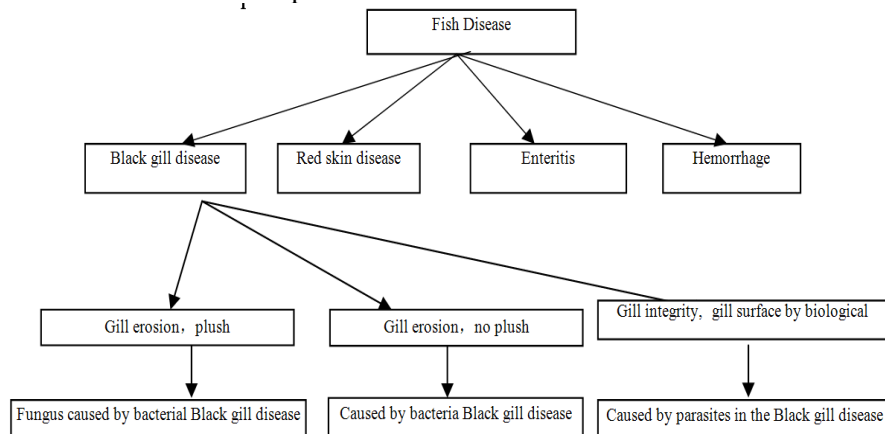 Fish Disease
Black gill disease
Red skin disease
Enteritis
Hemorrhage
Gill erosion，plush
Gill erosion，no plush
Gill integrity, gill surface by biological
Fungus caused by bacterial Black gill disease
Caused by bacteria Black gill disease
Caused by parasites in the Black gill disease